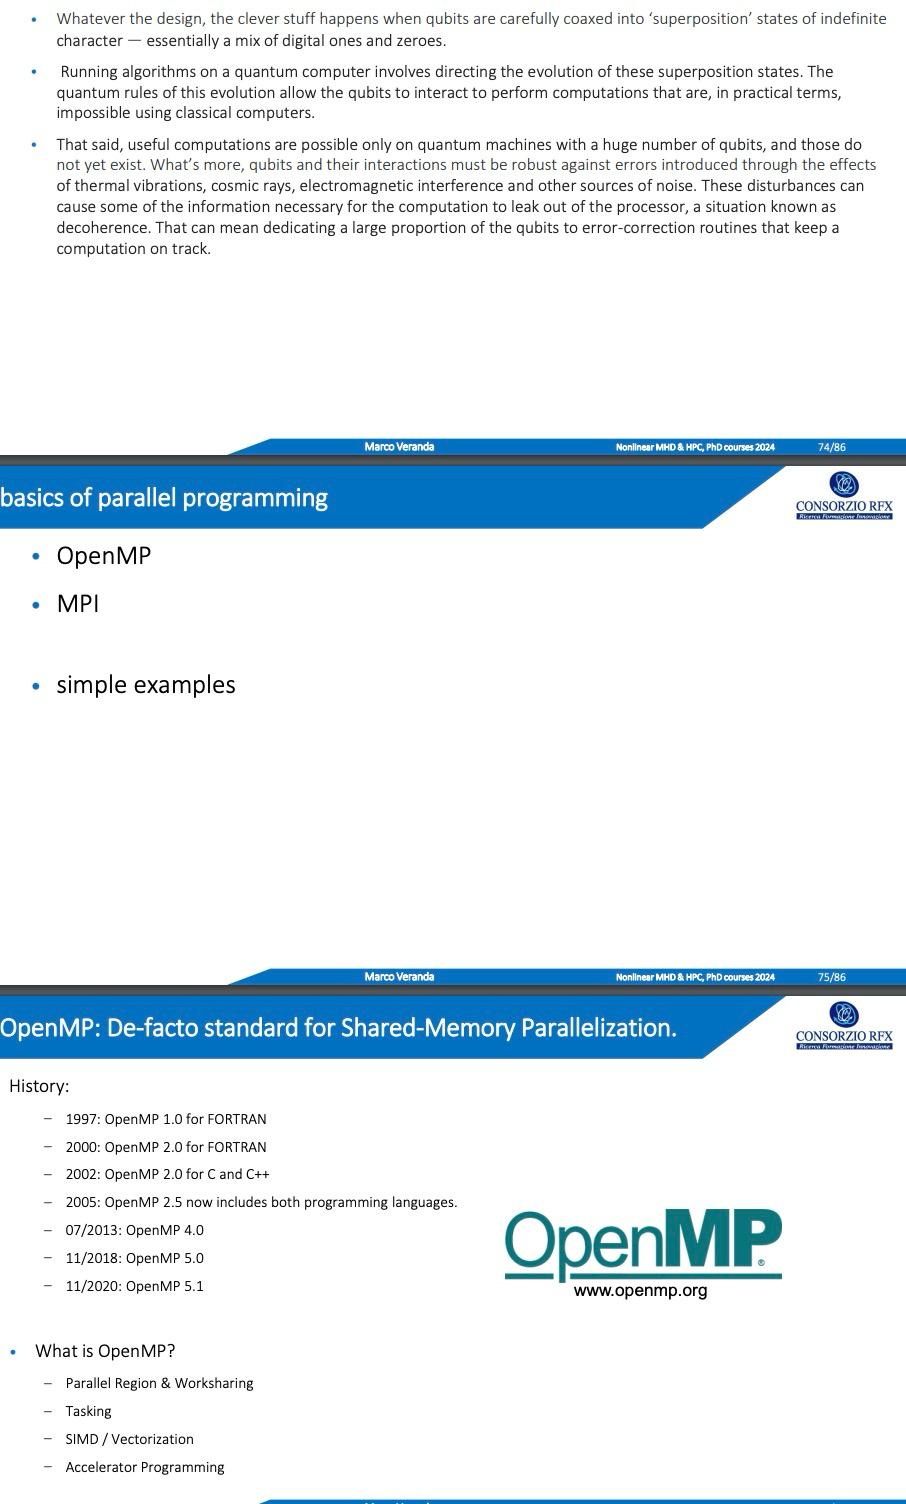 • Whatever the design, the clever stuff happens when qubits are carefully coaxed into ‘superposition’ states of indefinite
character — essentially a mix of digital ones and zeroes.
• Running algorithms on a quantum computer involves directing the evolution of these superposition states. The
quantum rules of this evolution allow the qubits to interact to perform computations that are, in practical terms,
impossible using classical computers.
• That said, useful computations are possible only on quantum machines with a huge number of qubits, and those do
not yet exist. What’s more, qubits and their interactions must be robust against errors introduced through the effects
of thermal vibrations, cosmic rays, electromagnetic interference and other sources of noise. These disturbances can
cause some of the information necessary for the computation to leak out of the processor, a situation known as
decoherence. That can mean dedicating a large proportion of the qubits to error-correction routines that keep a
computation on track.
Marco Veranda Nonlinear MHD & HPC, PhD courses 2024 74/86
basics of parallel programming
CONSORZIO RFX
Ricerca Formazione Innovazione
• OpenMP
• MPI
• simple examples
Marco Veranda Nonlinear MHD & HPC, PhD courses 2024 75/86
OpenMP: De-facto standard for Shared-Memory Parallelization.
CONSORZIO RFX
Ricerca Formazione Innovazione
History:
– 1997: OpenMP 1.0 for FORTRAN
– 2000: OpenMP 2.0 for FORTRAN
– 2002: OpenMP 2.0 for C and C++
– 2005: OpenMP 2.5 now includes both programming languages.
– 07/2013: OpenMP 4.0
– 11/2018: OpenMP 5.0
– 11/2020: OpenMP 5.1
OpenMP®
www.openmp.org
• What is OpenMP?
– Parallel Region & Worksharing
– Tasking
– SIMD / Vectorization
– Accelerator Programming